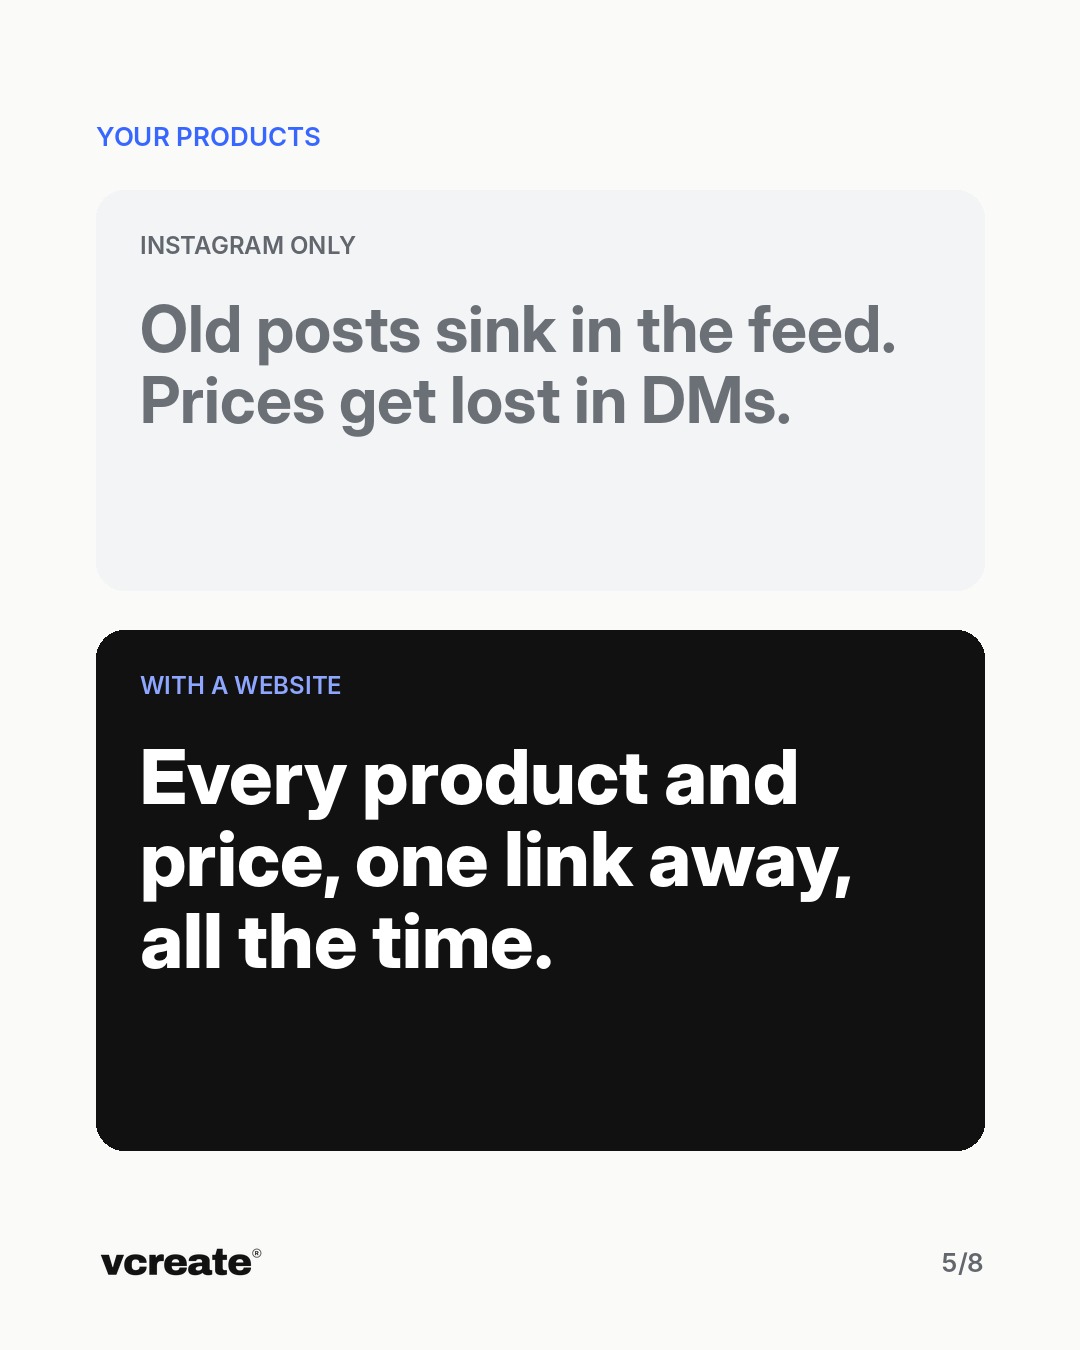 YOUR PRODUCTS
INSTAGRAM ONLY
Old posts sink in the feed.
Prices get lost in DMs.
WITH A WEBSITE
Every product and
price, one link away,
all the time.
vcreate®
5/8